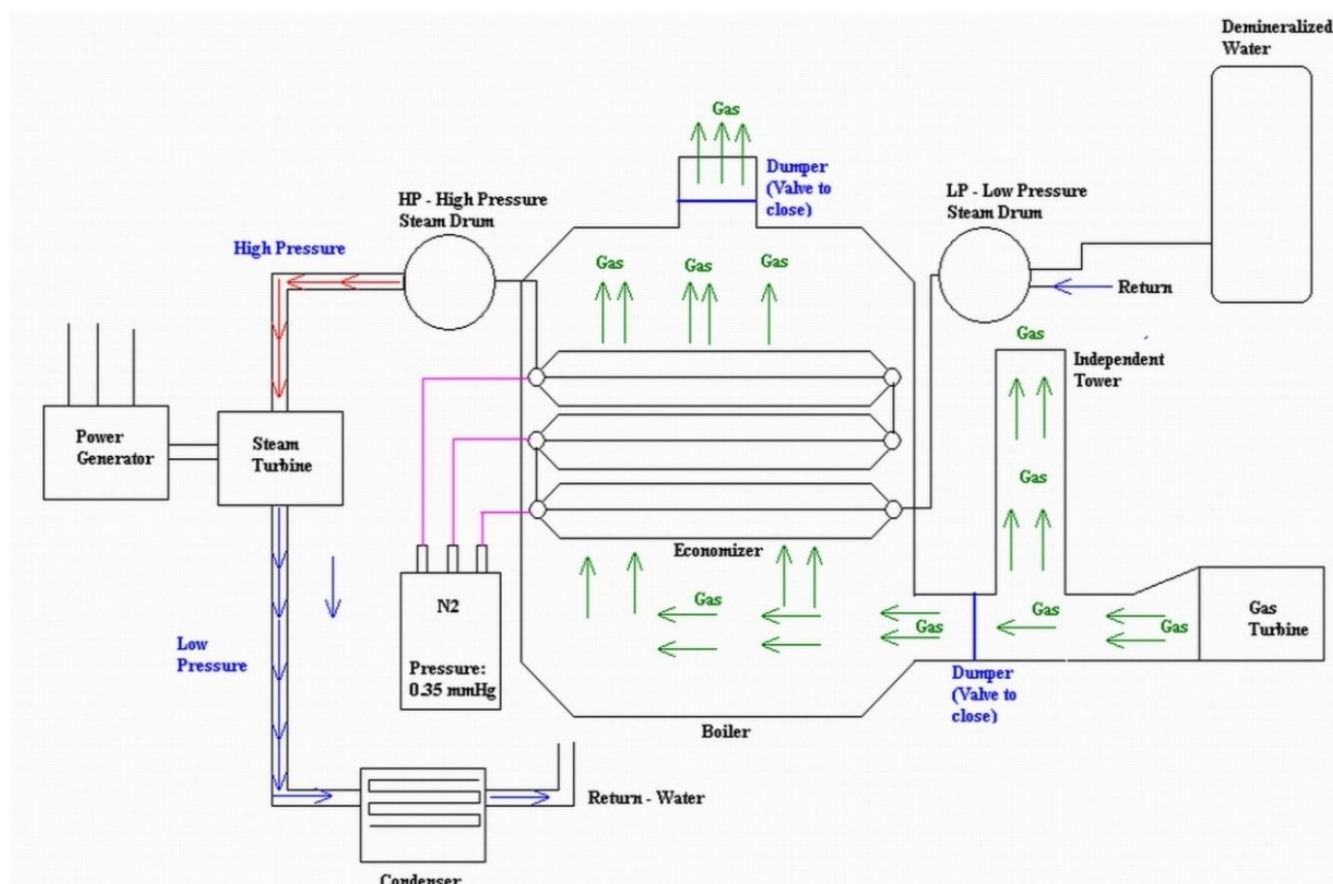 Demineralized
Water
Gas
Dumper
(Valve to
close)
HP - High Pressure
Steam Drum
LP - Low Pressure
Steam Drum
High Pressure
Gas
Gas
Gas
Return
Gas
Independent
Tower
Power
Generator
Steam
Turbine
Gas
Economizer
N2
Pressure:
0.35 mmHg
Gas
Gas
Gas
Gas
Gas
Turbine
Low
Pressure
Dumper
(Valve to
close)
Boiler
Return - Water
Condenser